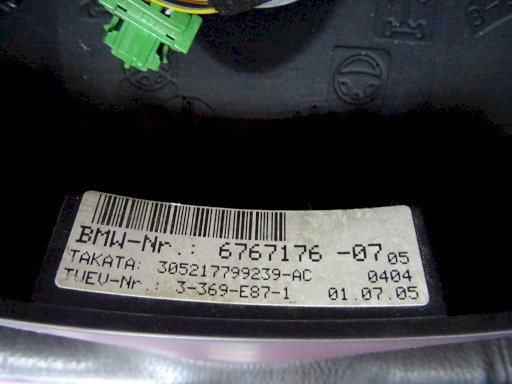 BMW-Nr.: 6767176 -07 05
TAKATA: 305217799239-AC 0404
TUEV-Nr.: 3-369-E87-1 01.07.05